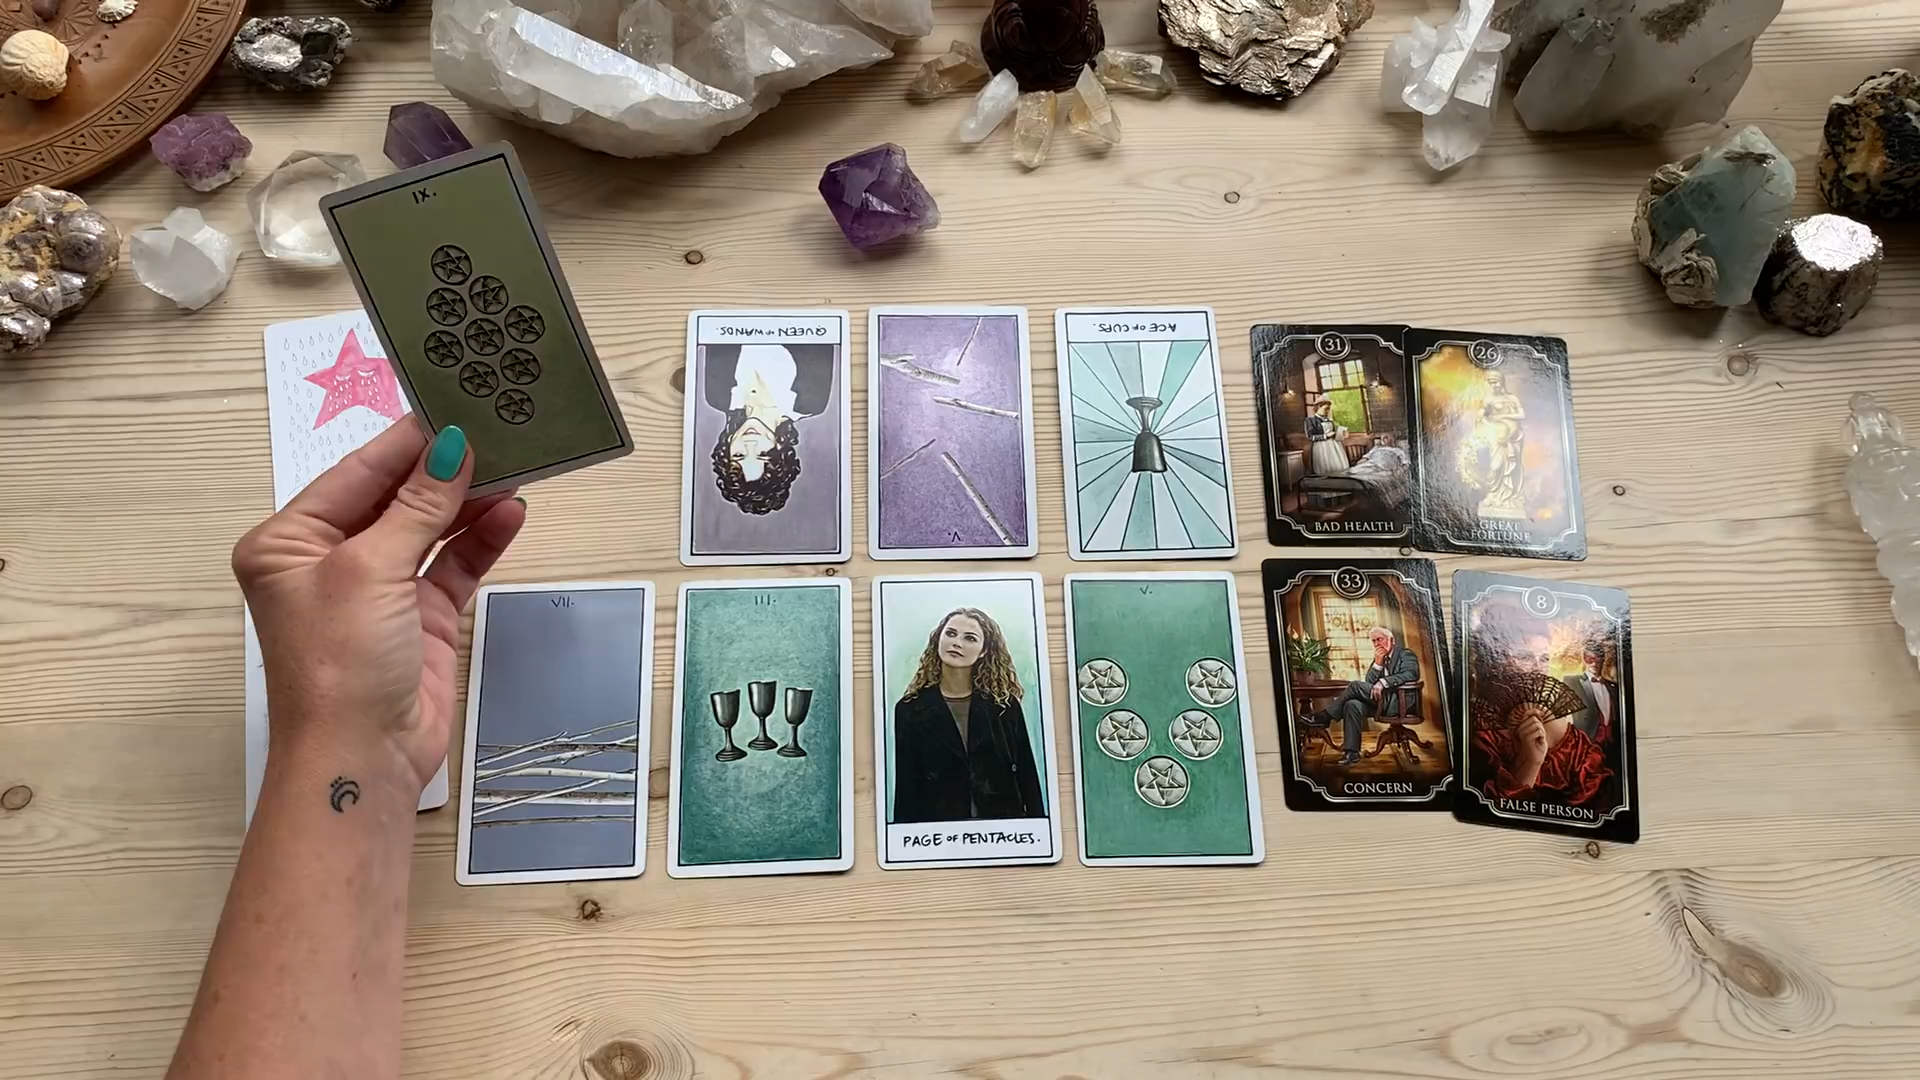 IX.
QUEEN OF WANDS.
V.
ACE OF CUPS.
31
BAD HEALTH
26
GREAT
FORTUNE
VII.
III.
PAGE OF PENTACLES.
V.
33
CONCERN
8
FALSE PERSON